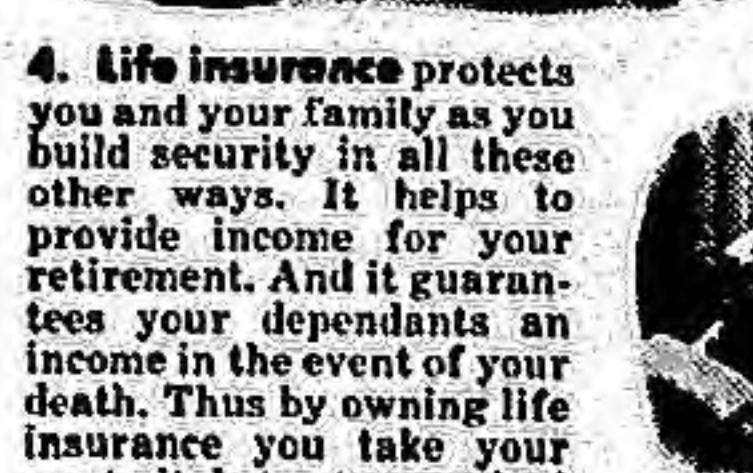 4. Life insurance protects
you and your family as you
build security in all these
other ways. It helps to
provide income for your
retirement. And it guaran-
tees your dependants an
income in the event of your
death. Thus by owning life
insurance you take your